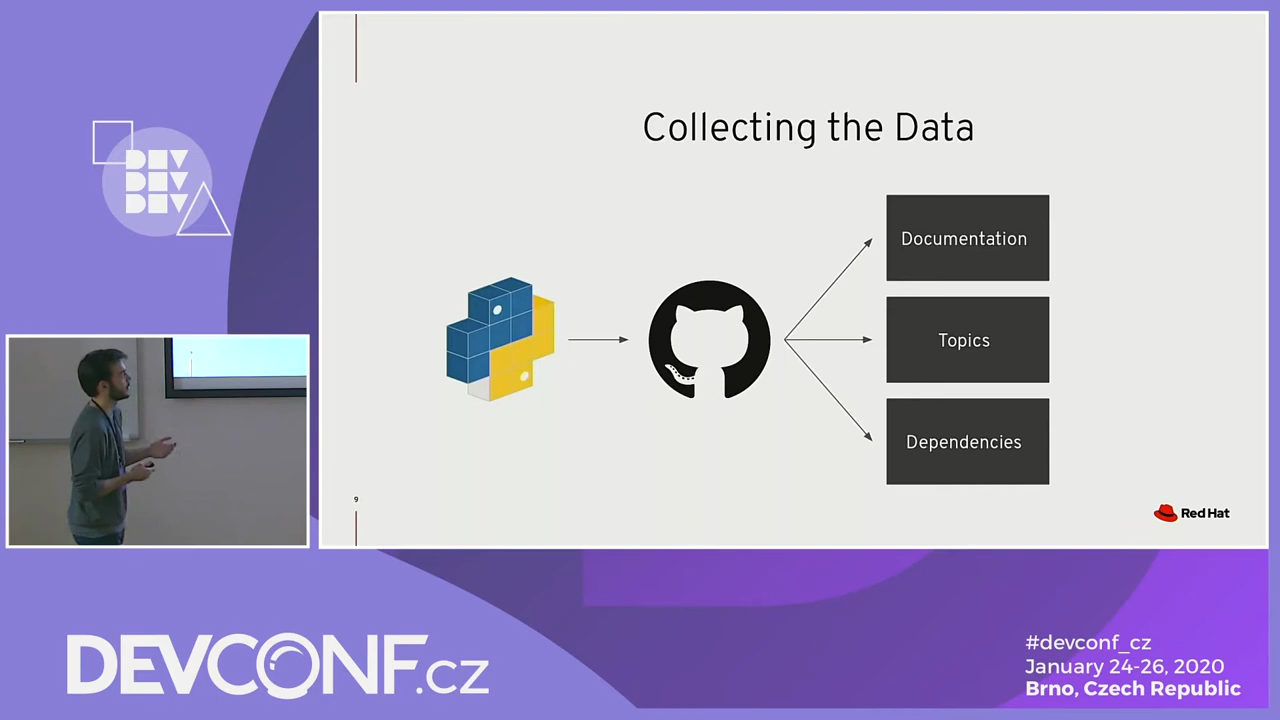 DEV
DEV
DEV
Collecting the Data
Documentation
Topics
Dependencies
9
Red Hat
DEVCONF.cz
#devconf_cz
January 24-26, 2020
Brno, Czech Republic